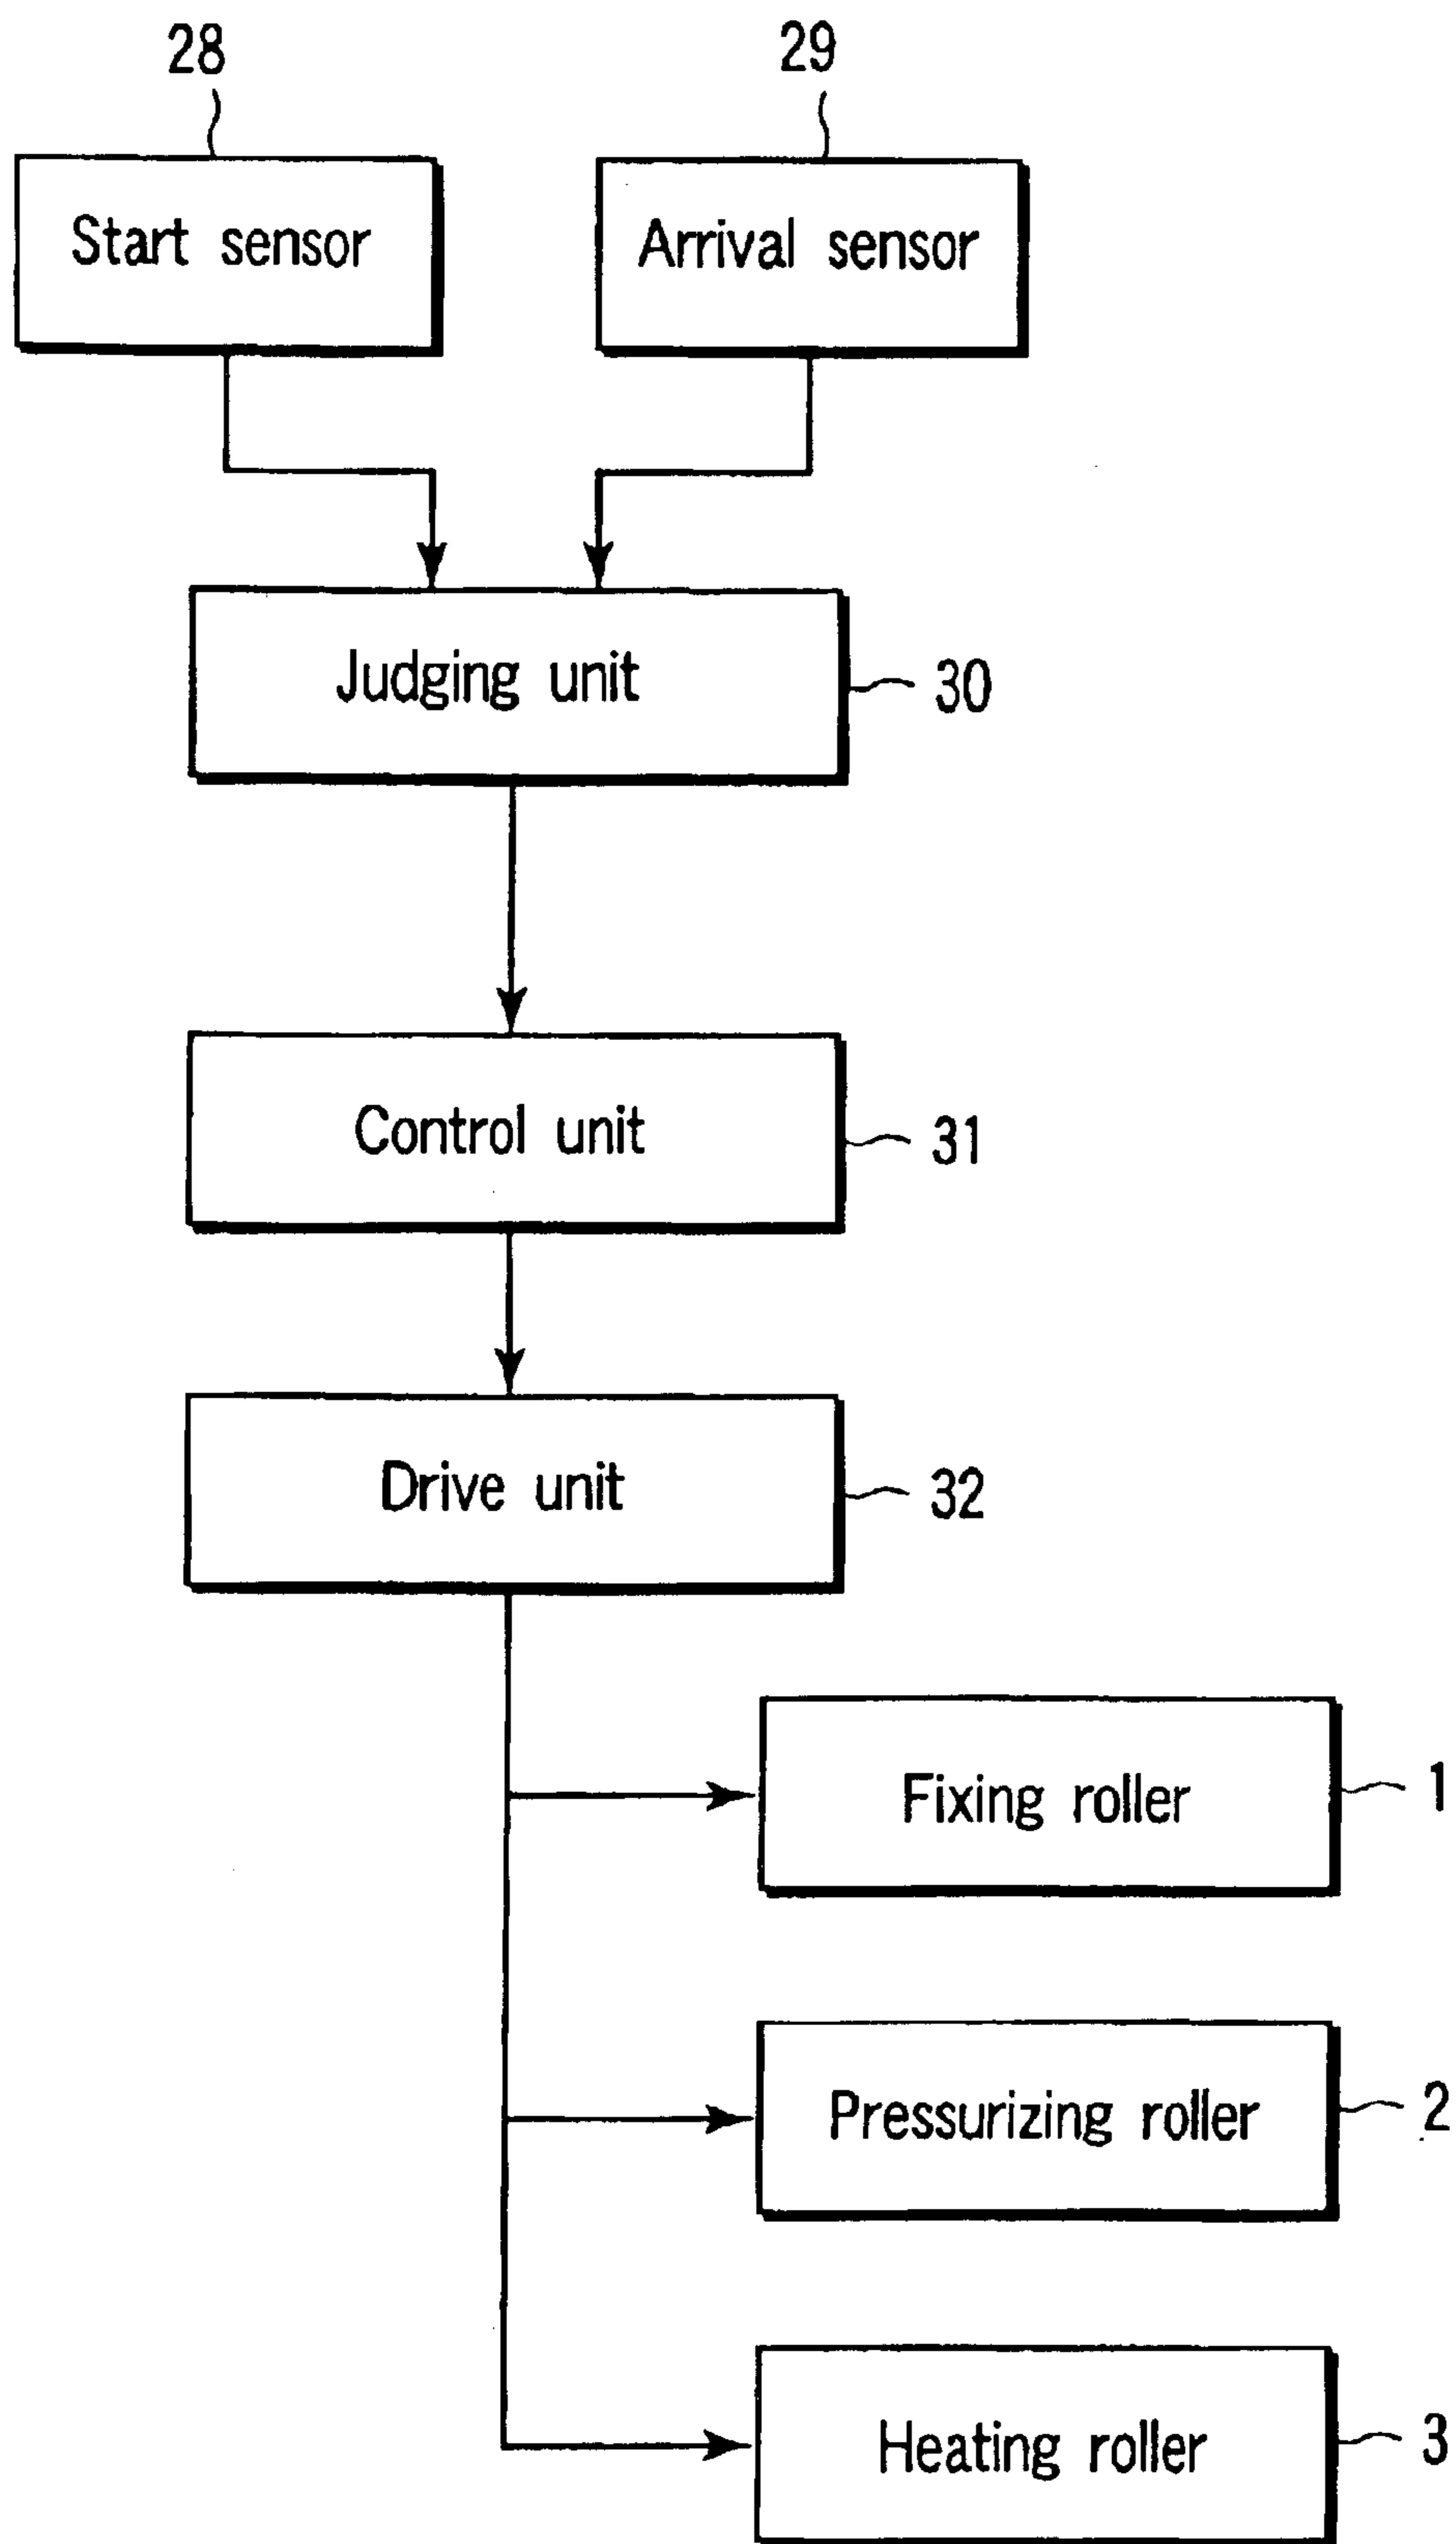 28
29
Start sensor
Arrival sensor
Judging unit
30
Control unit
31
Drive unit
32
Fixing roller
1
Pressurizing roller
2
Heating roller
3